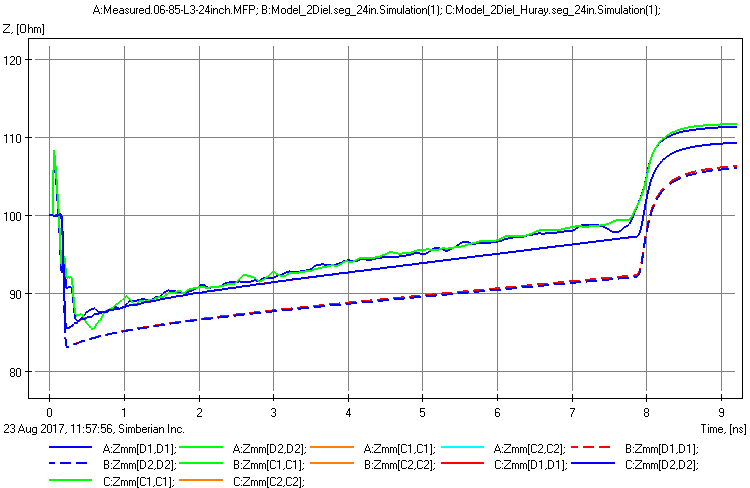 A:Measured.06-85-L3-24inch.MFP; B:Model_2Diel.seg_24in.Simulation(1); C:Model_2Diel_Huray.seg_24in.Simulation(1);
Z, [Ohm]
120
110
100
90
80
0 1 2 3 4 5 6 7 8 9
23 Aug 2017, 11:57:56, Simberian Inc. Time, [ns]
A:Zmm[D1,D1]; A:Zmm[D2,D2]; A:Zmm[C1,C1]; A:Zmm[C2,C2]; B:Zmm[D1,D1];
B:Zmm[D2,D2]; B:Zmm[C1,C1]; B:Zmm[C2,C2]; C:Zmm[D1,D1]; C:Zmm[D2,D2];
C:Zmm[C1,C1]; C:Zmm[C2,C2];